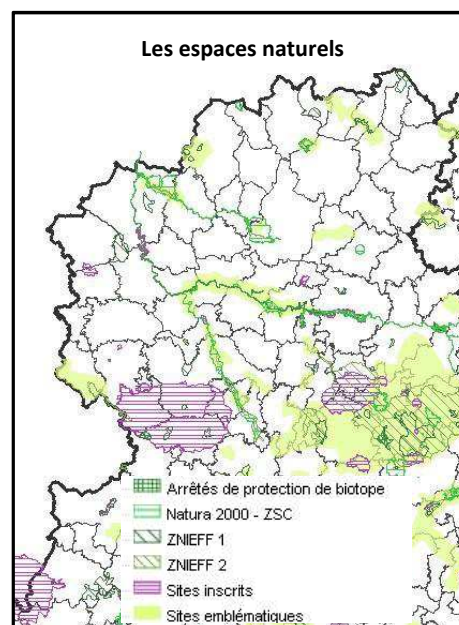 Les espaces naturels
Arrêtés de protection de biotope
Natura 2000 - ZSC
ZNIEFF 1
ZNIEFF 2
Sites inscrits
Sites emblématiques